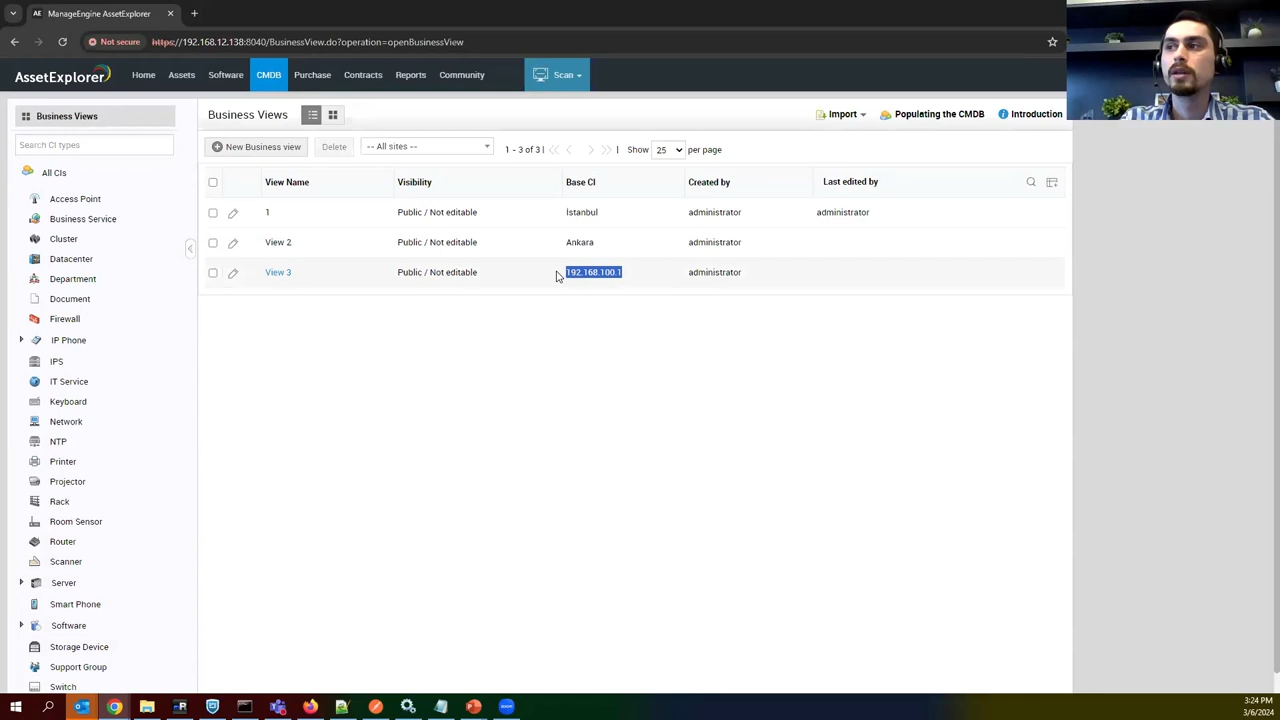 ManageEngine AssetExplorer
Not secure https://192.168.12.138:8040/BusinessView.do?operation=openBusinessView
AssetExplorer Home Assets Software CMDB Purchase Contracts Reports Community Scan
Business Views
Search CI types
All CIs
Access Point
Business Service
Cluster
Datacenter
Department
Document
Firewall
IP Phone
IPS
IT Service
Keyboard
Network
NTP
Printer
Projector
Rack
Room Sensor
Router
Scanner
Server
Smart Phone
Software
Storage Device
Support Group
Switch
Business Views Import Populating the CMDB Introduction
New Business view Delete -- All sites -- 1 - 3 of 3 | | Show 25 per page
View Name Visibility Base CI Created by Last edited by
1 Public / Not editable İstanbul administrator administrator
View 2 Public / Not editable Ankara administrator
View 3 Public / Not editable 192.168.100.1 administrator
3:24 PM
3/6/2024